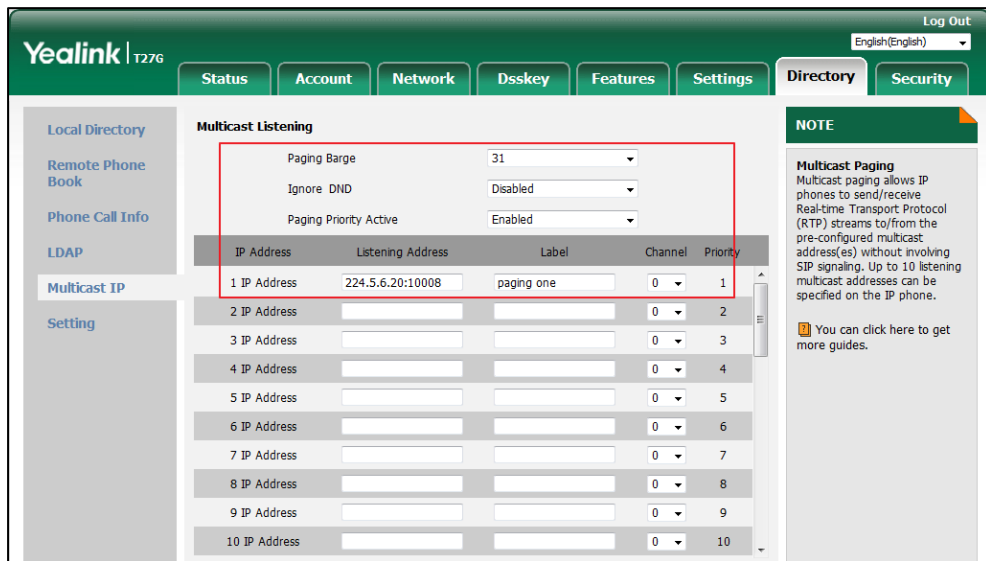 Log Out
Yealink | T27G
English(English)
Status Account Network Dsskey Features Settings Directory Security
Local Directory
Remote Phone
Book
Phone Call Info
LDAP
Multicast IP
Setting
Multicast Listening
Paging Barge 31
Ignore DND Disabled
Paging Priority Active Enabled
IP Address Listening Address Label Channel Priority
1 IP Address 224.5.6.20:10008 paging one 0 1
2 IP Address 0 2
3 IP Address 0 3
4 IP Address 0 4
5 IP Address 0 5
6 IP Address 0 6
7 IP Address 0 7
8 IP Address 0 8
9 IP Address 0 9
10 IP Address 0 10
NOTE
Multicast Paging
Multicast paging allows IP
phones to send/receive
Real-time Transport Protocol
(RTP) streams to/from the
pre-configured multicast
address(es) without involving
SIP signaling. Up to 10 listening
multicast addresses can be
specified on the IP phone.
? You can click here to get
more guides.